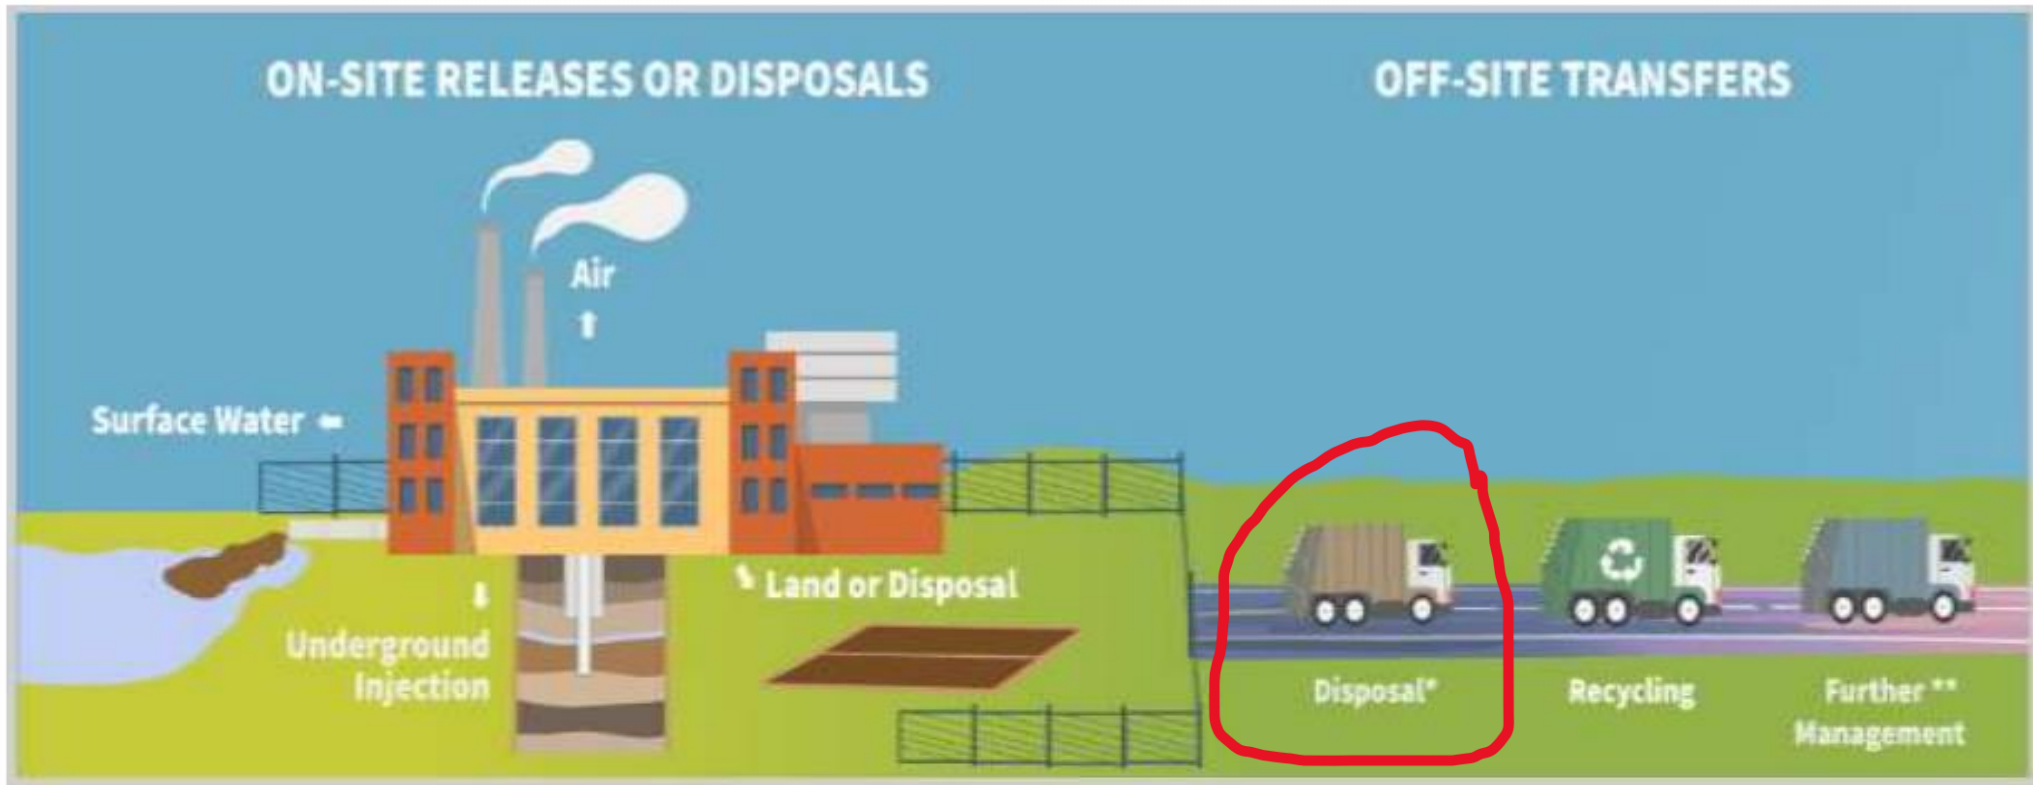 ON-SITE RELEASES OR DISPOSALS
OFF-SITE TRANSFERS
Air
Surface Water
Land or Disposal
Underground
Injection
Disposal*
Recycling
Further **
Management